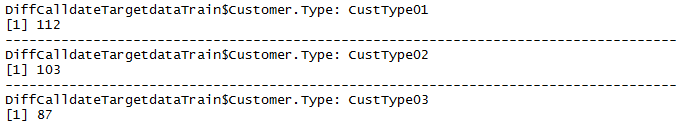 DiffCalldateTargetdataTrain$Customer.Type: CustType01
[1] 112
--------------------------------------------------------------------------------------
DiffCalldateTargetdataTrain$Customer.Type: CustType02
[1] 103
--------------------------------------------------------------------------------------
DiffCalldateTargetdataTrain$Customer.Type: CustType03
[1] 87